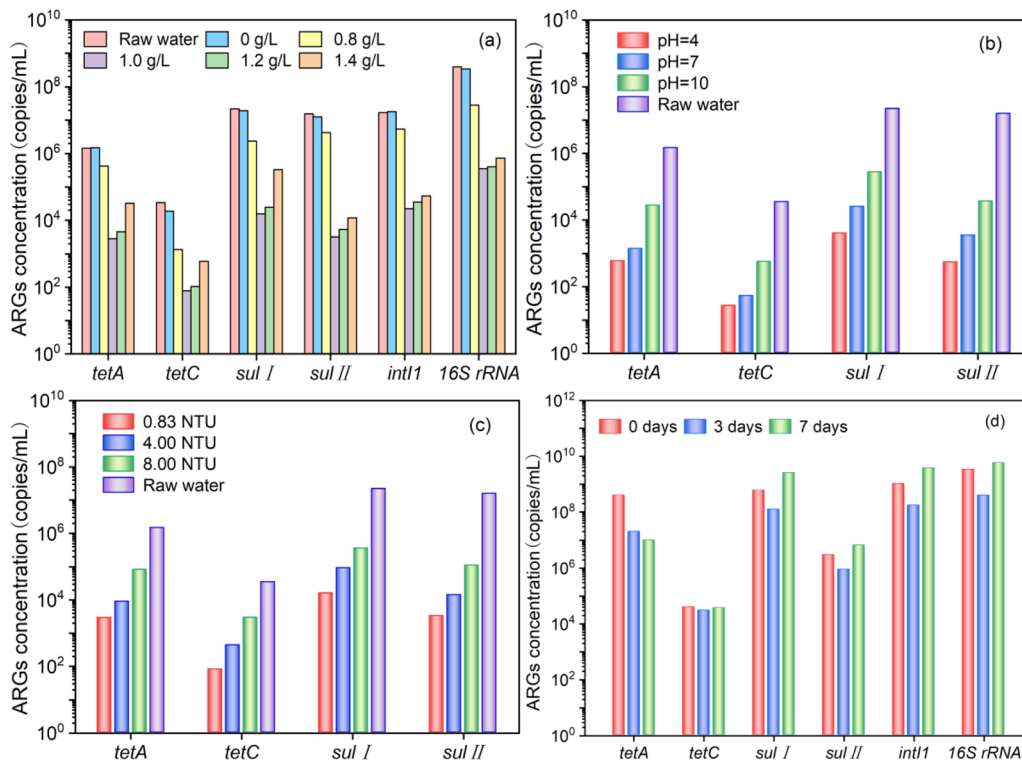 (a)
Raw water 0 g/L 0.8 g/L
1.0 g/L 1.2 g/L 1.4 g/L
ARGs concentration (copies/mL)
10^10
10^8
10^6
10^4
10^2
10^0
tetA tetC sul I sul II intI1 16S rRNA
(b)
pH=4
pH=7
pH=10
Raw water
ARGs concentration (copies/mL)
10^10
10^8
10^6
10^4
10^2
10^0
tetA tetC sul I sul II
(c)
0.83 NTU
4.00 NTU
8.00 NTU
Raw water
ARGs concentration (copies/mL)
10^10
10^8
10^6
10^4
10^2
10^0
tetA tetC sul I sul II
(d)
0 days 3 days 7 days
ARGs concentration (copies/mL)
10^12
10^10
10^8
10^6
10^4
10^2
10^0
tetA tetC sul I sul II intI1 16S rRNA